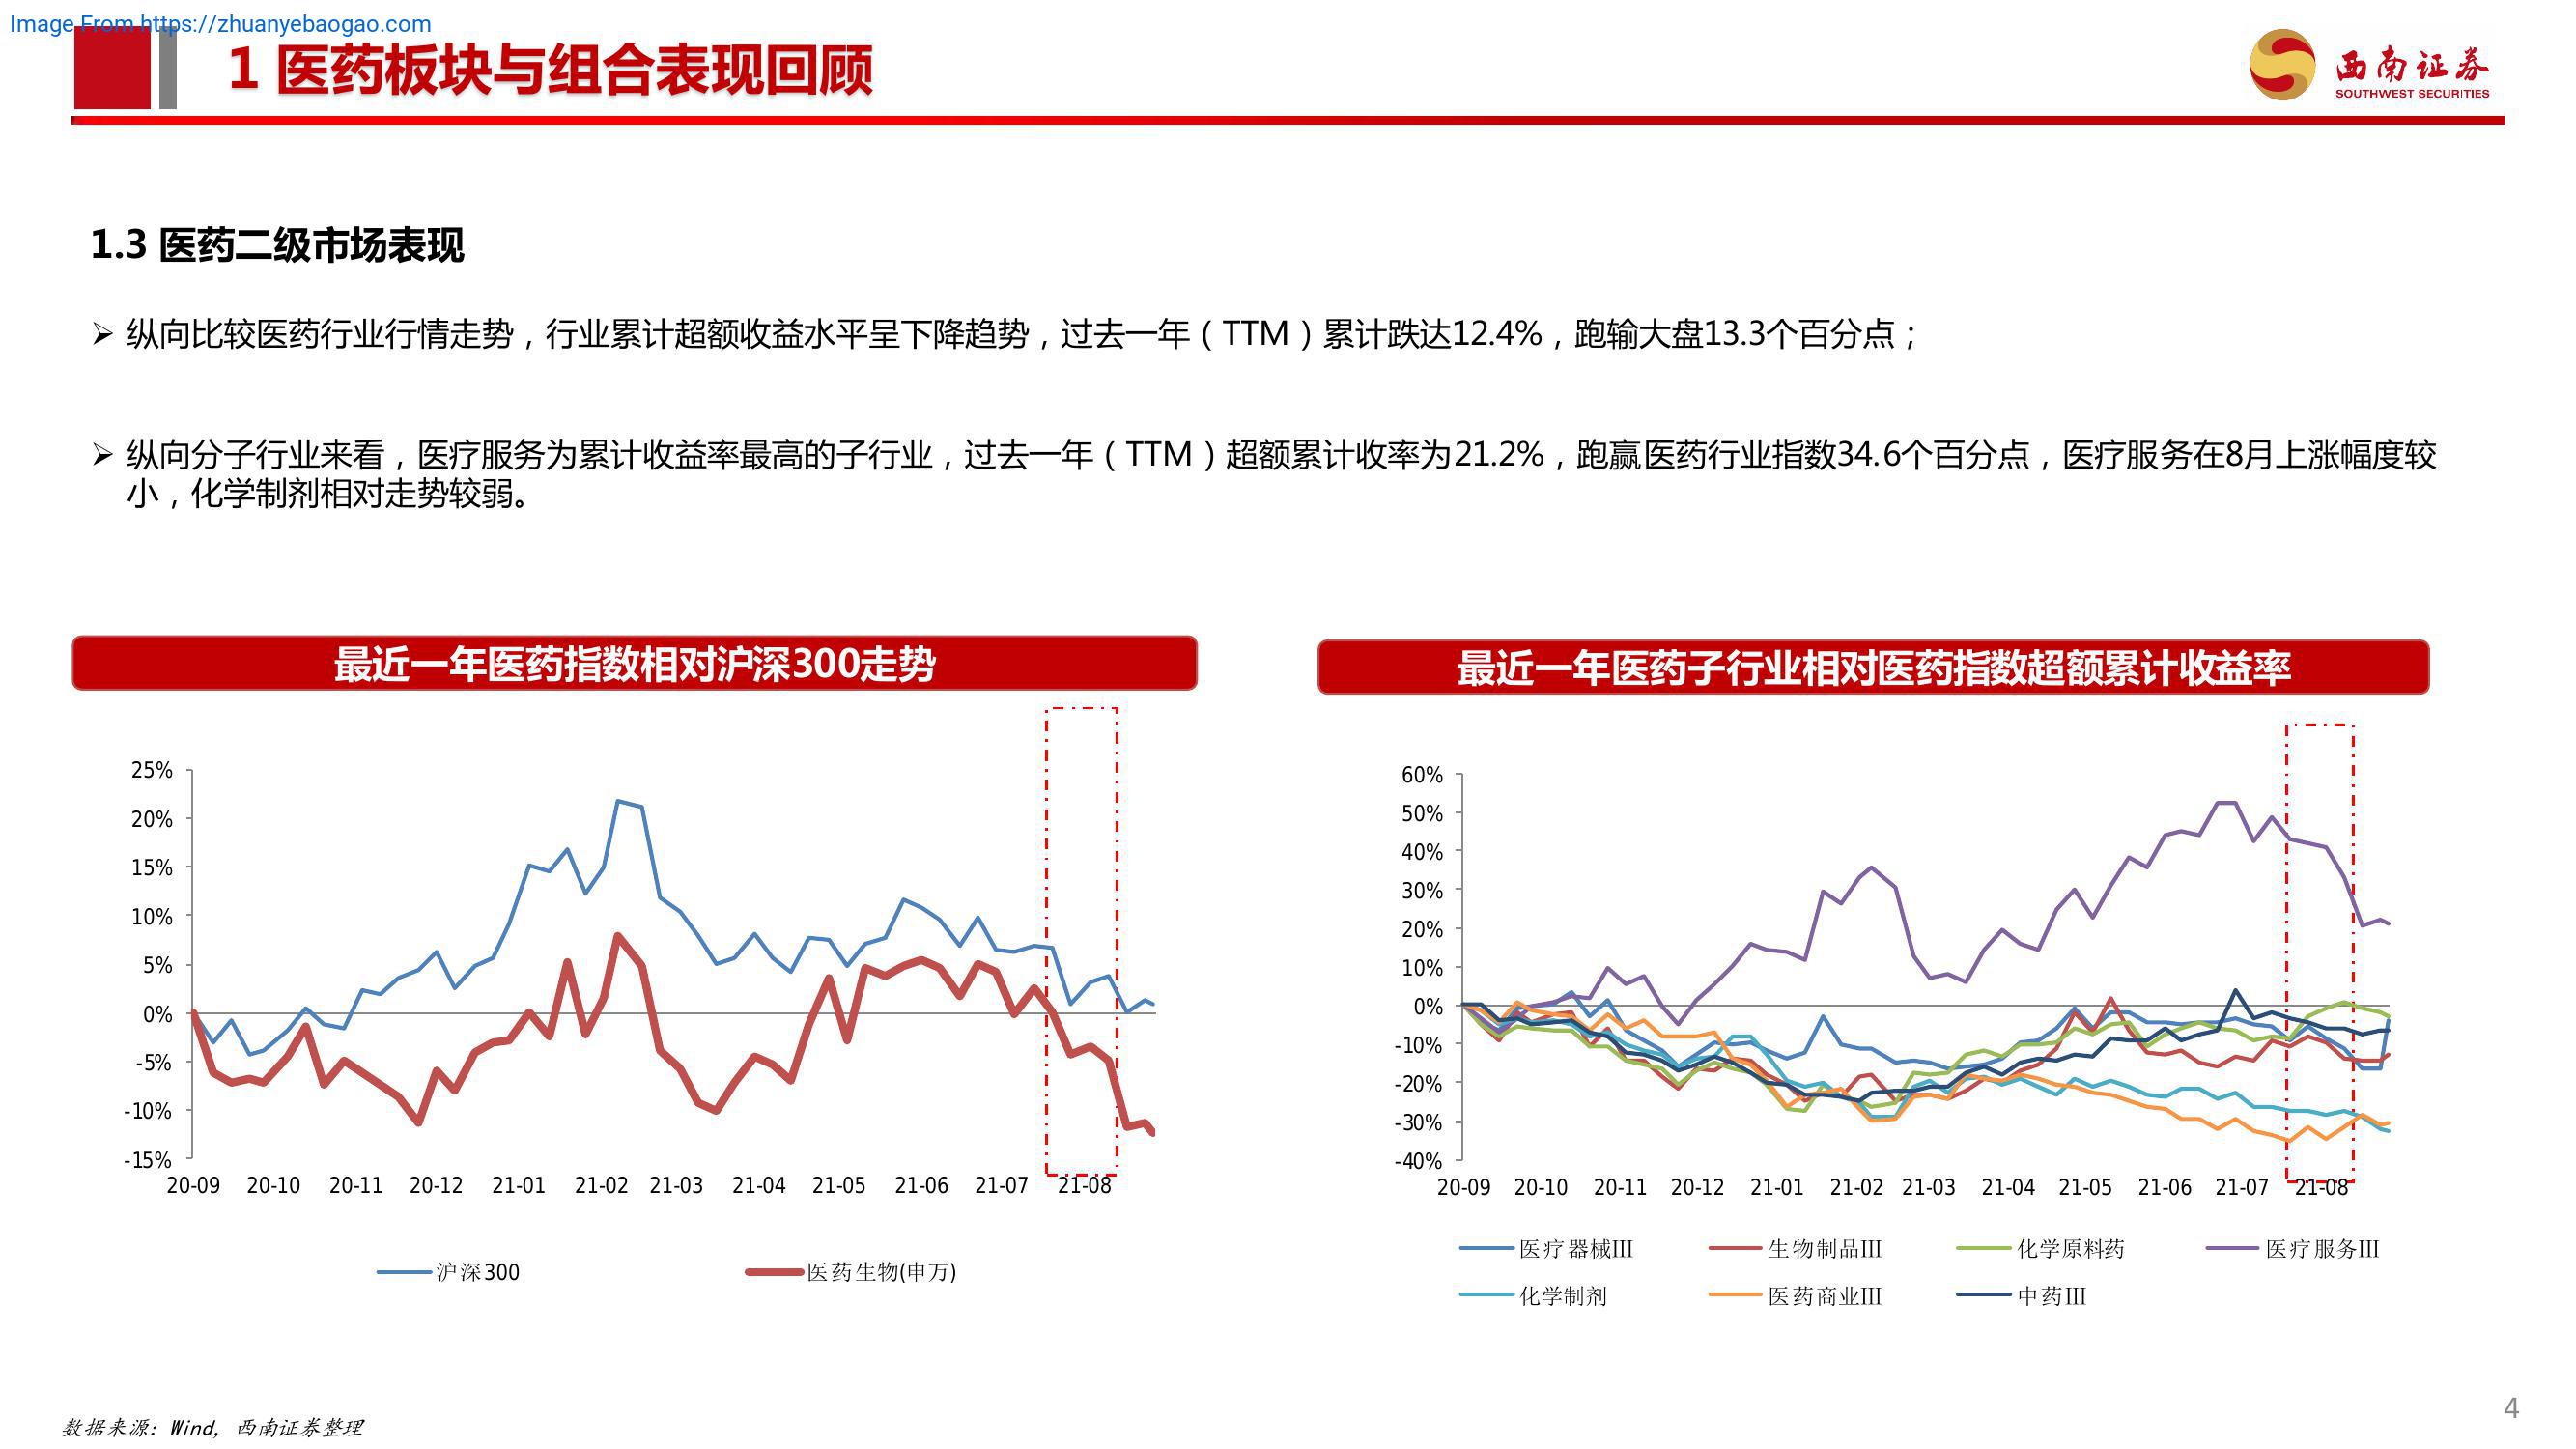 Image From https://zhuanyebaogao.com
1 医药板块与组合表现回顾
西南证券
SOUTHWEST SECURITIES
1.3 医药二级市场表现
➢ 纵向比较医药行业行情走势，行业累计超额收益水平呈下降趋势，过去一年（TTM）累计跌达12.4%，跑输大盘13.3个百分点；
➢ 纵向分子行业来看，医疗服务为累计收益率最高的子行业，过去一年（TTM）超额累计收率为21.2%，跑赢医药行业指数34.6个百分点，医疗服务在8月上涨幅度较
小，化学制剂相对走势较弱。
最近一年医药指数相对沪深300走势
25%
20%
15%
10%
5%
0%
-5%
-10%
-15%
20-09 20-10 20-11 20-12 21-01 21-02 21-03 21-04 21-05 21-06 21-07 21-08
沪深300 医药生物(申万)
最近一年医药子行业相对医药指数超额累计收益率
60%
50%
40%
30%
20%
10%
0%
-10%
-20%
-30%
-40%
20-09 20-10 20-11 20-12 21-01 21-02 21-03 21-04 21-05 21-06 21-07 21-08
医疗器械Ⅲ 生物制品Ⅲ 化学原料药 医疗服务Ⅲ
化学制剂 医药商业Ⅲ 中药Ⅲ
数据来源：Wind，西南证券整理
4